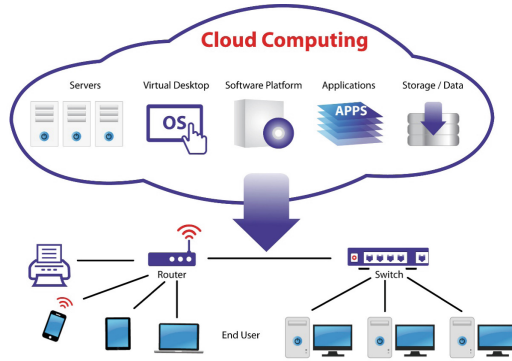 Cloud Computing
Servers
Virtual Desktop
Software Platform
Applications
Storage / Data
OS
APPS
Router
Switch
End User